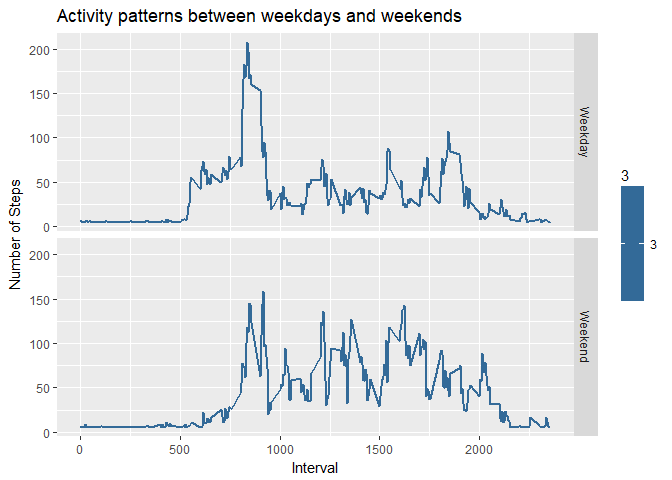 Activity patterns between weekdays and weekends
Number of Steps
200
150
100
50
0
Weekday
200
150
100
50
0
Weekend
0 500 1000 1500 2000
Interval
3
3